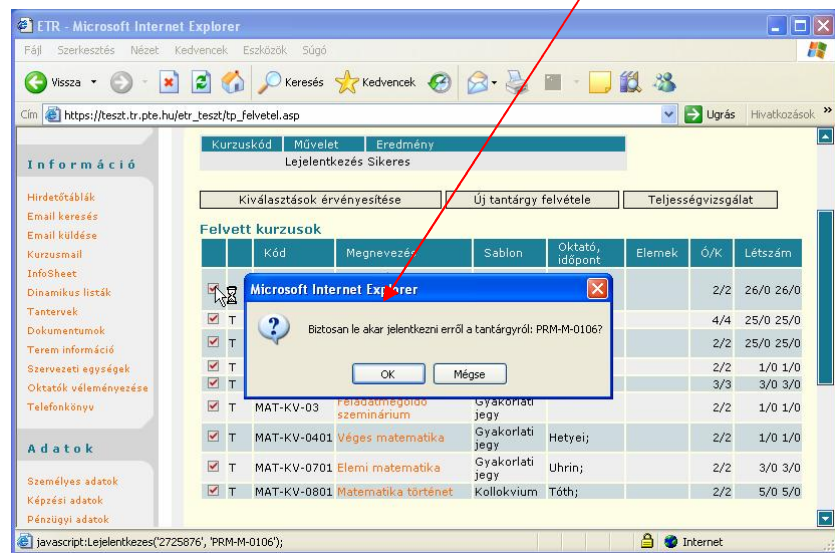 ETR - Microsoft Internet Explorer
Fájl Szerkesztés Nézet Kedvencek Eszközök Súgó
Vissza Keresés Kedvencek
Cím https://teszt.tr.pte.hu/etr_teszt/tp_felvetel.asp Ugrás Hivatkozások »
Információ
Hirdetőtáblák
Email keresés
Email küldése
Kurzusmail
InfoSheet
Dinamikus listák
Tantervek
Dokumentumok
Terem információ
Szervezeti egységek
Oktatók véleményezése
Telefonkönyv
Adatok
Személyes adatok
Képzési adatok
Pénzügyi adatok
Kurzuskód Művelet Eredmény
Lejelentkezés Sikeres
Kiválasztások érvényesítése Új tantárgy felvétele Teljességvizsgálat
Felvett kurzusok
Kód Megnevezés Sablon Oktató, időpont Elemek Ó/K Létszám
2/2 26/0 26/0
T 4/4 25/0 25/0
T 2/2 25/0 25/0
T 2/2 1/0 1/0
T 3/3 3/0 3/0
T MAT-KV-03 Feladatmegoldó szeminárium Gyakorlati jegy 2/2 1/0 1/0
T MAT-KV-0401 Véges matematika Gyakorlati jegy Hetyei; 2/2 1/0 1/0
T MAT-KV-0701 Elemi matematika Gyakorlati jegy Uhrin; 2/2 3/0 3/0
T MAT-KV-0801 Matematika történet Kollokvium Tóth; 2/2 5/0 5/0
Microsoft Internet Explorer
Biztosan le akar jelentkezni erről a tantárgyról: PRM-M-0106?
OK Mégse
javascript:Lejelentkezes('2725876', 'PRM-M-0106'); Internet